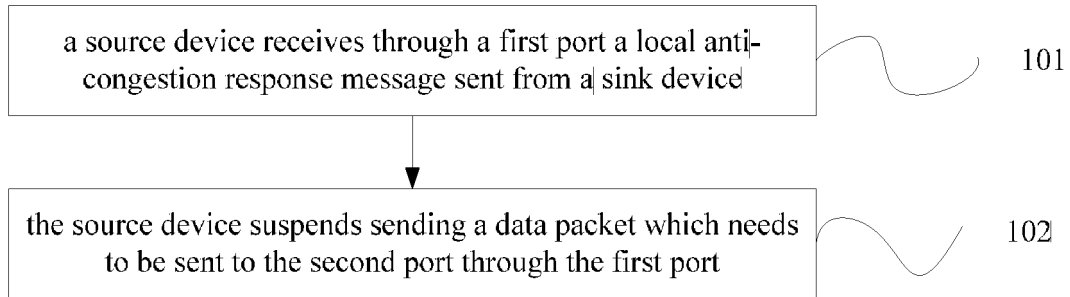 a source device receives through a first port a local anti-
congestion response message sent from a sink device
101
the source device suspends sending a data packet which needs
to be sent to the second port through the first port
102